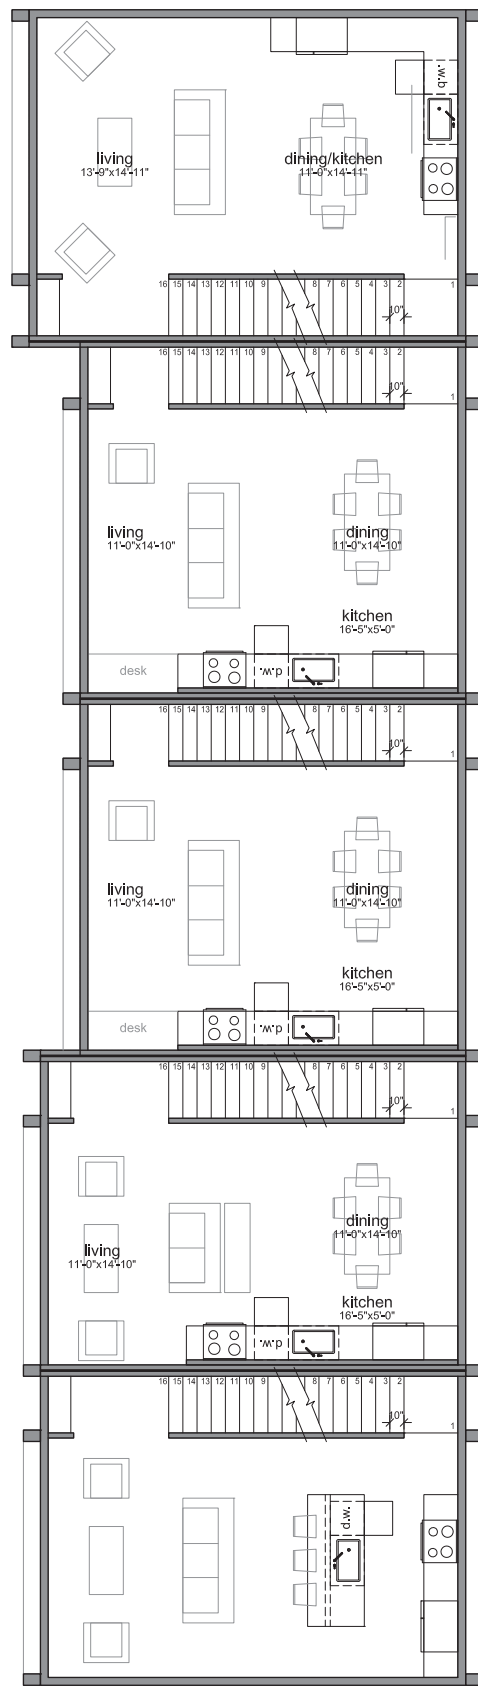 d.w.
living
13'-9"x14'-11"
dining/kitchen
11'-0"x14'-11"
16 15 14 13 12 11 10 9 8 7 6 5 4 3 2 1
10"
16 15 14 13 12 11 10 9 8 7 6 5 4 3 2 1
10"
living
11'-0"x14'-10"
dining
11'-0"x14'-10"
kitchen
16'-5"x5'-0"
desk
d.w.
16 15 14 13 12 11 10 9 8 7 6 5 4 3 2 1
10"
living
11'-0"x14'-10"
dining
11'-0"x14'-10"
kitchen
16'-5"x5'-0"
desk
d.w.
16 15 14 13 12 11 10 9 8 7 6 5 4 3 2 1
10"
dining
11'-0"x14'-10"
living
11'-0"x14'-10"
kitchen
16'-5"x5'-0"
d.w.
16 15 14 13 12 11 10 9 8 7 6 5 4 3 2 1
10"
d.w.